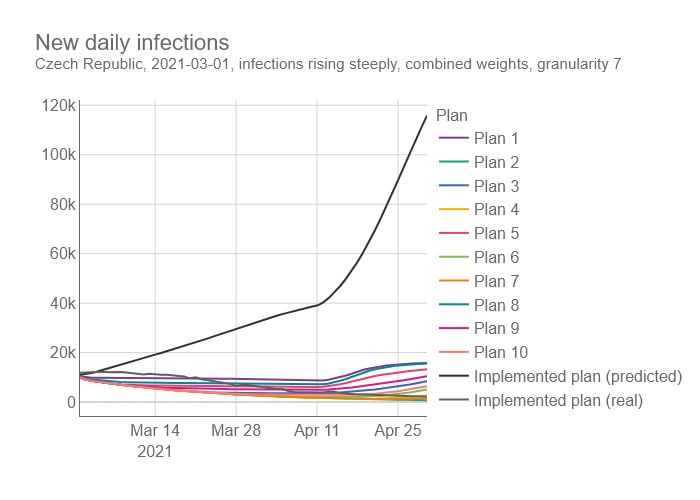 New daily infections
Czech Republic, 2021-03-01, infections rising steeply, combined weights, granularity 7
120k
100k
80k
60k
40k
20k
0
Mar 14
2021
Mar 28
Apr 11
Apr 25
Plan
Plan 1
Plan 2
Plan 3
Plan 4
Plan 5
Plan 6
Plan 7
Plan 8
Plan 9
Plan 10
Implemented plan (predicted)
Implemented plan (real)